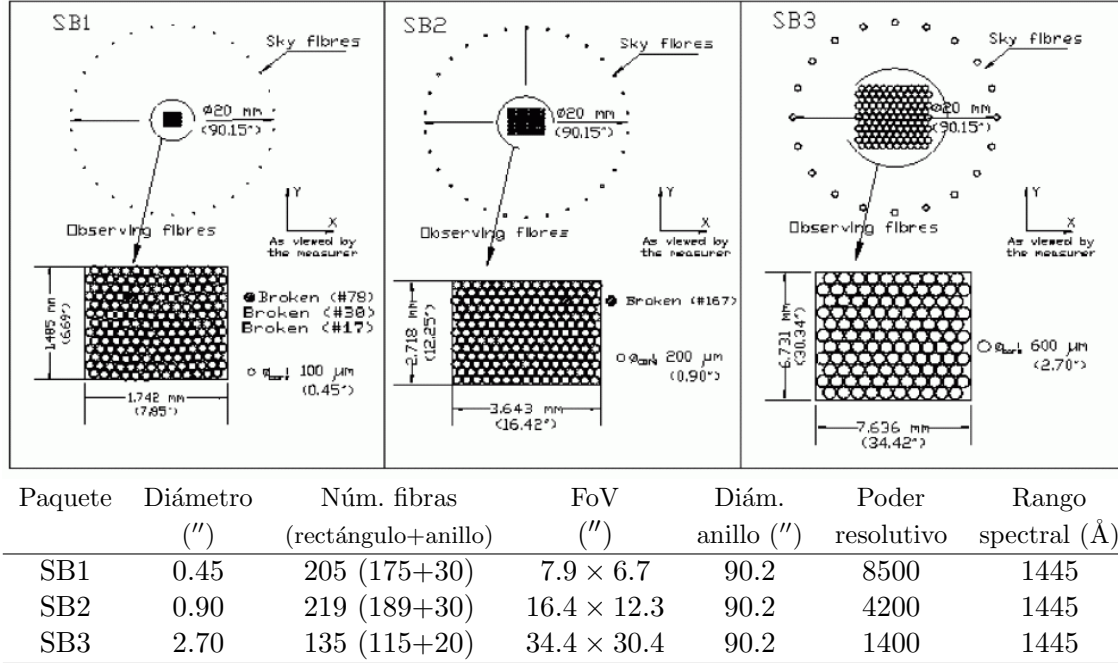 SB1
Sky fibres
ø20 mm
(90.15")
Observing fibres
Y
X
As viewed by
the measurer
1.485 mm
(6.69")
Broken (#78)
Broken (#30)
Broken (#17)
100 µm
(0.45")
1.742 mm
(7.85")
SB2
Sky fibres
ø20 mm
(90.15")
Observing fibres
Y
X
As viewed by
the measurer
2.718 mm
(12.25")
Broken (#167)
200 µm
(0.90")
3.643 mm
(16.42")
SB3
Sky fibres
ø20 mm
(90.15")
Observing fibres
Y
X
As viewed by
the measurer
6.731 mm
(30.34")
600 µm
(2.70")
7.636 mm
(34.42")
Paquete Diámetro Núm. fibras FoV Diám. Poder Rango
(″) (rectángulo+anillo) (″) anillo (″) resolutivo spectral (Å)
SB1 0.45 205 (175+30) 7.9 × 6.7 90.2 8500 1445
SB2 0.90 219 (189+30) 16.4 × 12.3 90.2 4200 1445
SB3 2.70 135 (115+20) 34.4 × 30.4 90.2 1400 1445